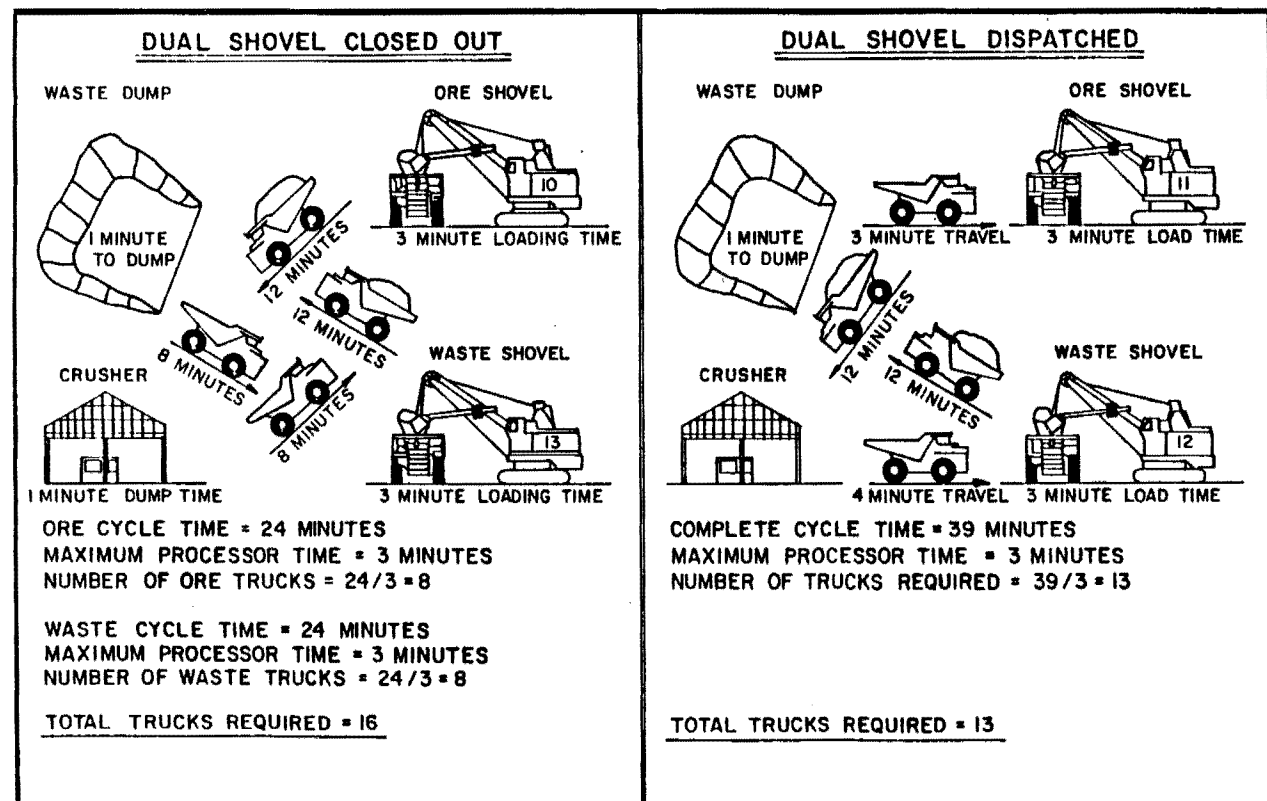 DUAL SHOVEL CLOSED OUT
WASTE DUMP
ORE SHOVEL
10
1 MINUTE
TO DUMP
3 MINUTE LOADING TIME
12 MINUTES
12 MINUTES
8 MINUTES
8 MINUTES
CRUSHER
WASTE SHOVEL
13
1 MINUTE DUMP TIME
3 MINUTE LOADING TIME
ORE CYCLE TIME = 24 MINUTES
MAXIMUM PROCESSOR TIME = 3 MINUTES
NUMBER OF ORE TRUCKS = 24/3 = 8
WASTE CYCLE TIME = 24 MINUTES
MAXIMUM PROCESSOR TIME = 3 MINUTES
NUMBER OF WASTE TRUCKS = 24/3 = 8
TOTAL TRUCKS REQUIRED = 16
DUAL SHOVEL DISPATCHED
WASTE DUMP
ORE SHOVEL
11
1 MINUTE
TO DUMP
3 MINUTE TRAVEL
3 MINUTE LOAD TIME
12 MINUTES
12 MINUTES
CRUSHER
WASTE SHOVEL
12
4 MINUTE TRAVEL
3 MINUTE LOAD TIME
COMPLETE CYCLE TIME = 39 MINUTES
MAXIMUM PROCESSOR TIME = 3 MINUTES
NUMBER OF TRUCKS REQUIRED = 39/3 = 13
TOTAL TRUCKS REQUIRED = 13